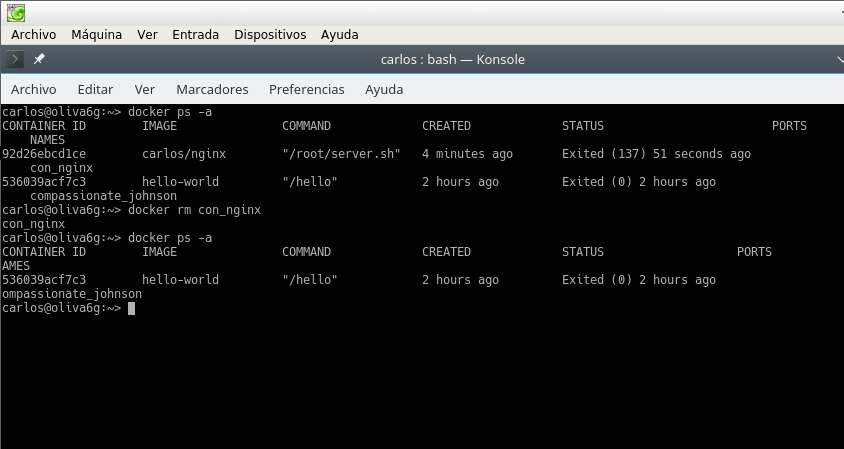 Archivo Máquina Ver Entrada Dispositivos Ayuda
carlos : bash — Konsole
Archivo Editar Ver Marcadores Preferencias Ayuda
carlos@oliva6g:~> docker ps -a
CONTAINER ID        IMAGE               COMMAND             CREATED             STATUS                        PORTS
    NAMES
92d26ebcd1ce        carlos/nginx        "/root/server.sh"   4 minutes ago       Exited (137) 51 seconds ago
    con_nginx
536039acf7c3        hello-world         "/hello"            2 hours ago         Exited (0) 2 hours ago
    compassionate_johnson
carlos@oliva6g:~> docker rm con_nginx
con_nginx
carlos@oliva6g:~> docker ps -a
CONTAINER ID        IMAGE               COMMAND             CREATED             STATUS                   PORTS
AMES
536039acf7c3        hello-world         "/hello"            2 hours ago         Exited (0) 2 hours ago
ompassionate_johnson
carlos@oliva6g:~>